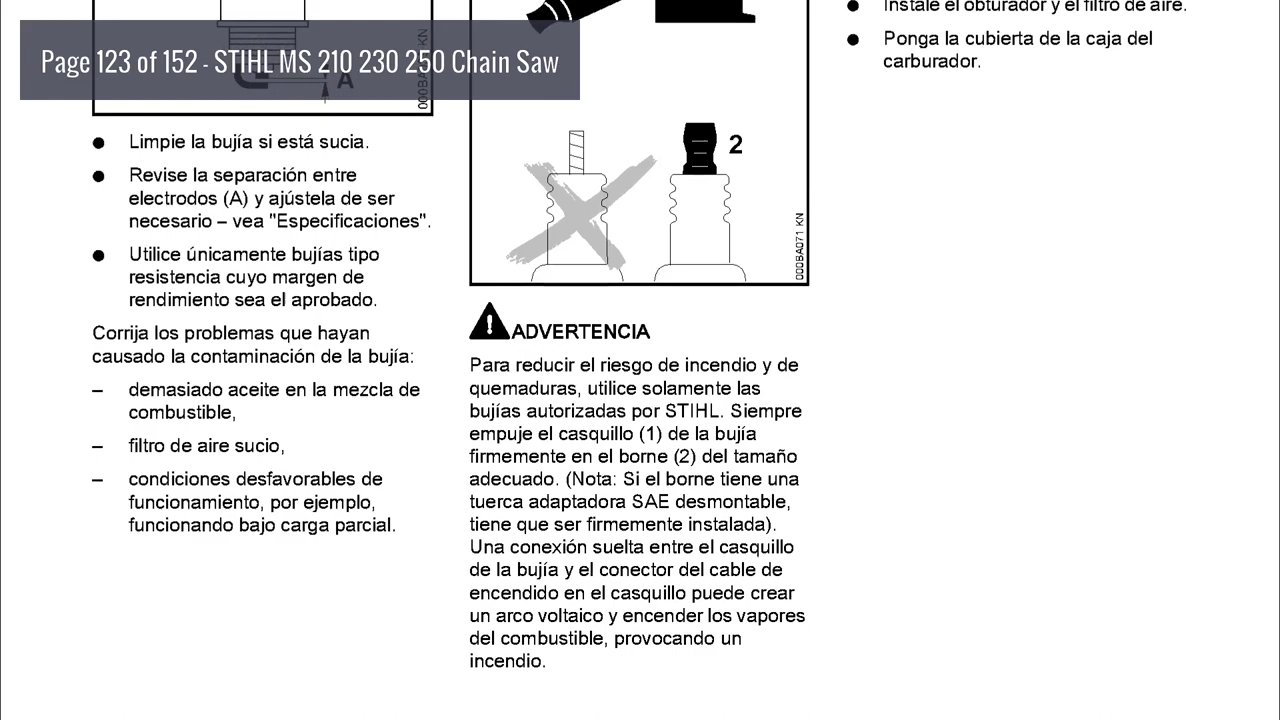 Page 123 of 152 - STIHL MS 210 230 250 Chain Saw
A
000BA
KN
● Limpie la bujía si está sucia.
● Revise la separación entre
electrodos (A) y ajústela de ser
necesario – vea "Especificaciones".
● Utilice únicamente bujías tipo
resistencia cuyo margen de
rendimiento sea el aprobado.
Corrija los problemas que hayan
causado la contaminación de la bujía:
– demasiado aceite en la mezcla de
combustible,
– filtro de aire sucio,
– condiciones desfavorables de
funcionamiento, por ejemplo,
funcionando bajo carga parcial.
2
000BA071 KN
ADVERTENCIA
Para reducir el riesgo de incendio y de
quemaduras, utilice solamente las
bujías autorizadas por STIHL. Siempre
empuje el casquillo (1) de la bujía
firmemente en el borne (2) del tamaño
adecuado. (Nota: Si el borne tiene una
tuerca adaptadora SAE desmontable,
tiene que ser firmemente instalada).
Una conexión suelta entre el casquillo
de la bujía y el conector del cable de
encendido en el casquillo puede crear
un arco voltaico y encender los vapores
del combustible, provocando un
incendio.
● Instale el obturador y el filtro de aire.
● Ponga la cubierta de la caja del
carburador.